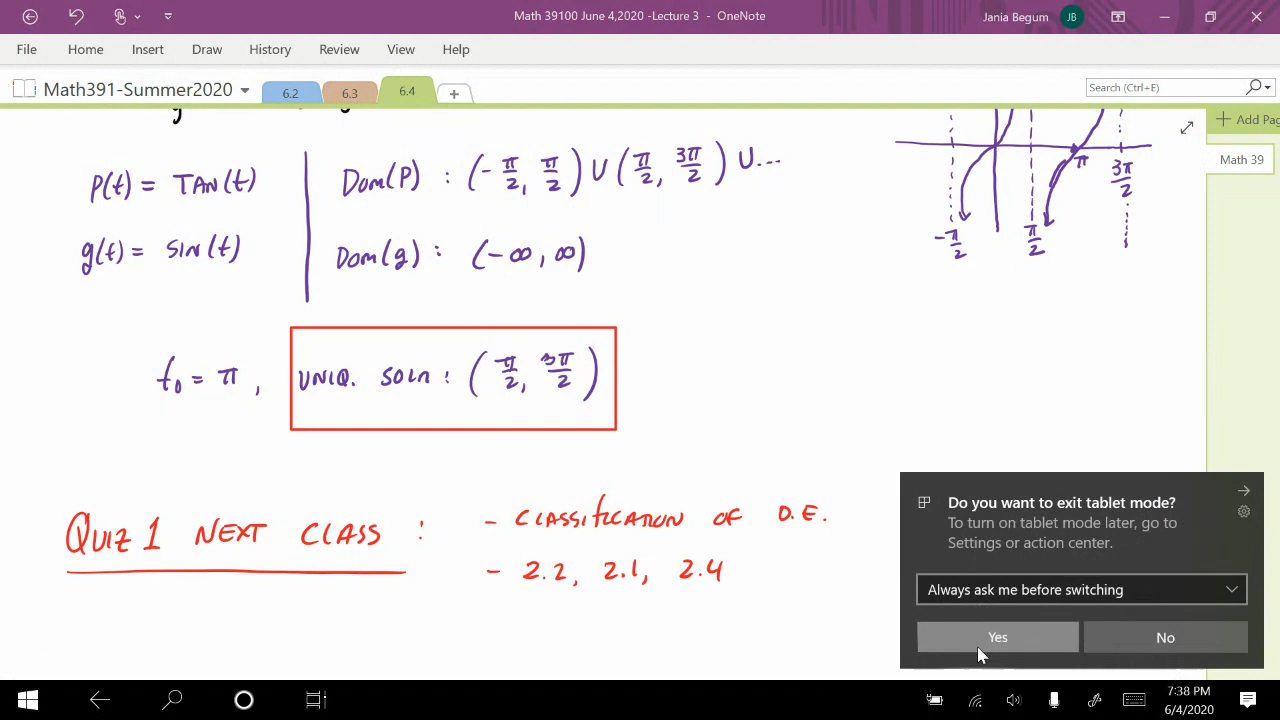 Math 39100 June 4,2020 -Lecture 3 - OneNote
Jania Begum JB
File Home Insert Draw History Review View Help
Math391-Summer2020 6.2 6.3 6.4
Search (Ctrl+E)
Add Pag
Math 39
P(t) = TAN(t)
Dom(P) : (-π/2, π/2) ∪ (π/2, 3π/2) ∪...
g(t) = sin(t)
Dom(g) : (-∞, ∞)
π
-π/2
π/2
3π/2
t₀ = π, UNIQ. SOLN : (π/2, 3π/2)
QUIZ 1 NEXT CLASS : - CLASSIFICATION OF D.E.
- 2.2, 2.1, 2.4
Do you want to exit tablet mode?
To turn on tablet mode later, go to
Settings or action center.
Always ask me before switching
Yes No
7:38 PM
6/4/2020